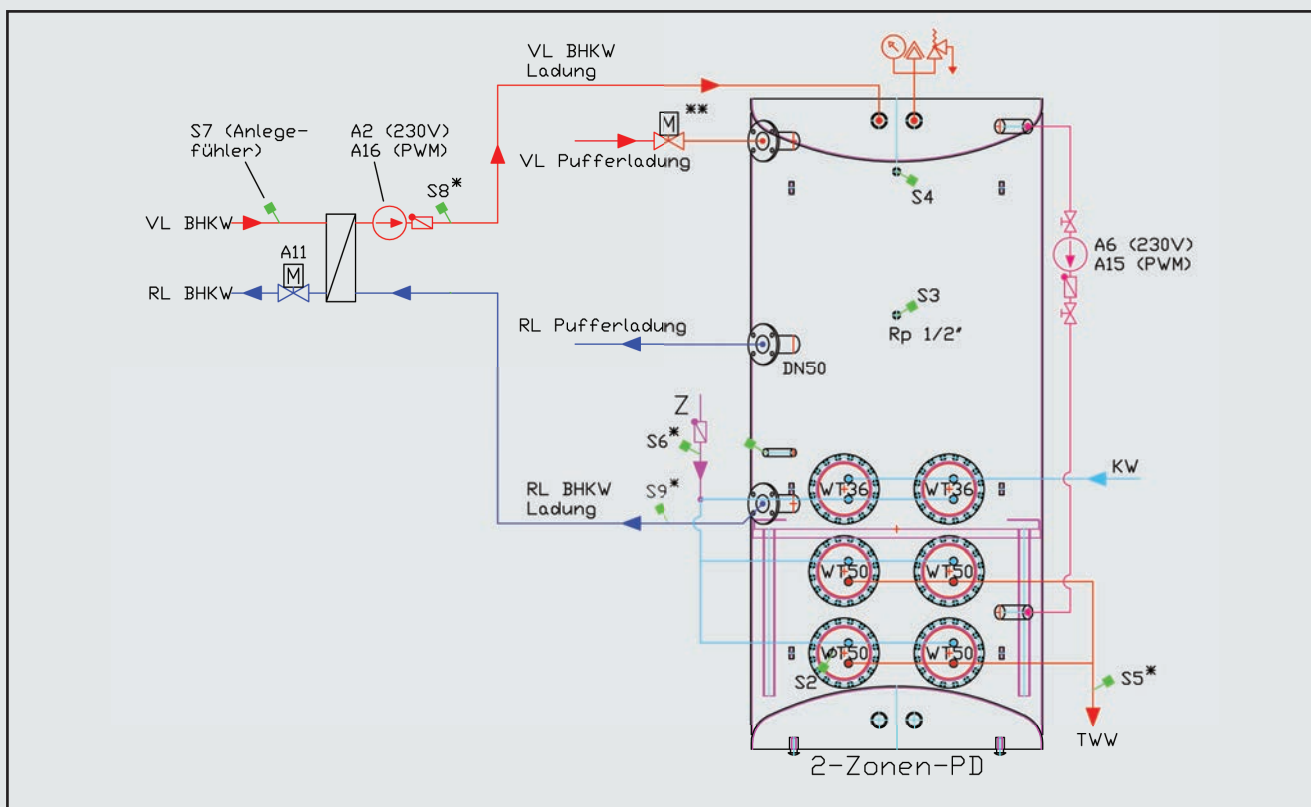 VL BHKW
Ladung
S7 (Anlege-
fühler)
A2 (230V)
A16 (PWM)
M **
VL Pufferladung
S8*
S4
VL BHKW
A11
M
RL BHKW
A6 (230V)
A15 (PWM)
S3
Rp 1/2"
RL Pufferladung
DN50
Z
S6*
RL BHKW
Ladung
S9*
WT36
WT36
KW
WT50
WT50
WT50
WT50
S2
S5*
TWW
2-Zonen-PD